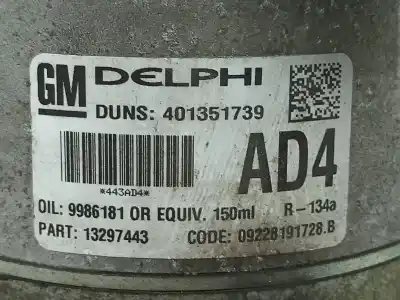 GM DELPHI
DUNS: 401351739
*443AD4*
AD4
OIL: 9986181 OR EQUIV. 150ml R-134a
PART: 13297443 CODE: 09228191728.B